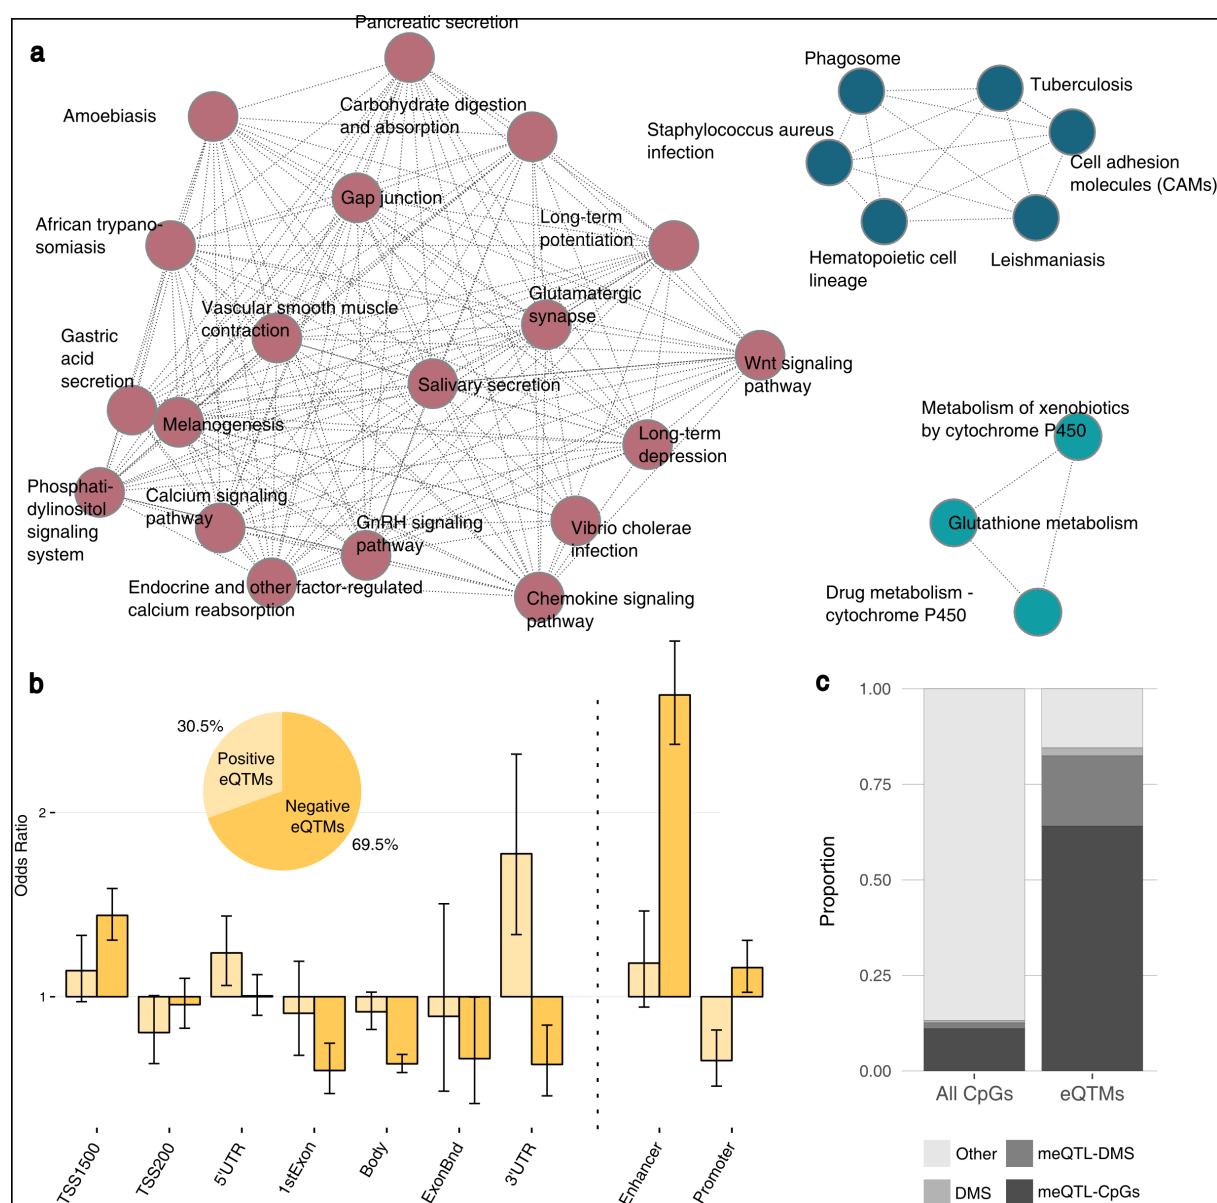 a
Pancreatic secretion
Amoebiasis
Carbohydrate digestion
and absorption
Gap junction
African trypano-
somiasis
Long-term
potentiation
Vascular smooth muscle
contraction
Glutamatergic
synapse
Gastric
acid
secretion
Wnt signaling
pathway
Salivary secretion
Melanogenesis
Long-term
depression
Phosphati-
dylinositol
signaling
system
Calcium signaling
pathway
GnRH signaling
pathway
Vibrio cholerae
infection
Endocrine and other factor-regulated
calcium reabsorption
Chemokine signaling
pathway
Phagosome
Tuberculosis
Staphylococcus aureus
infection
Cell adhesion
molecules (CAMs)
Hematopoietic cell
lineage
Leishmaniasis
Metabolism of xenobiotics
by cytochrome P450
Glutathione metabolism
Drug metabolism -
cytochrome P450
b
30.5%
Positive
eQTMs
Negative
eQTMs
69.5%
Odds Ratio
2
1
TSS1500
TSS200
5'UTR
1stExon
Body
ExonBnd
3'UTR
Enhancer
Promoter
c
Proportion
1.00
0.75
0.50
0.25
0.00
All CpGs
eQTMs
Other
meQTL-DMS
DMS
meQTL-CpGs